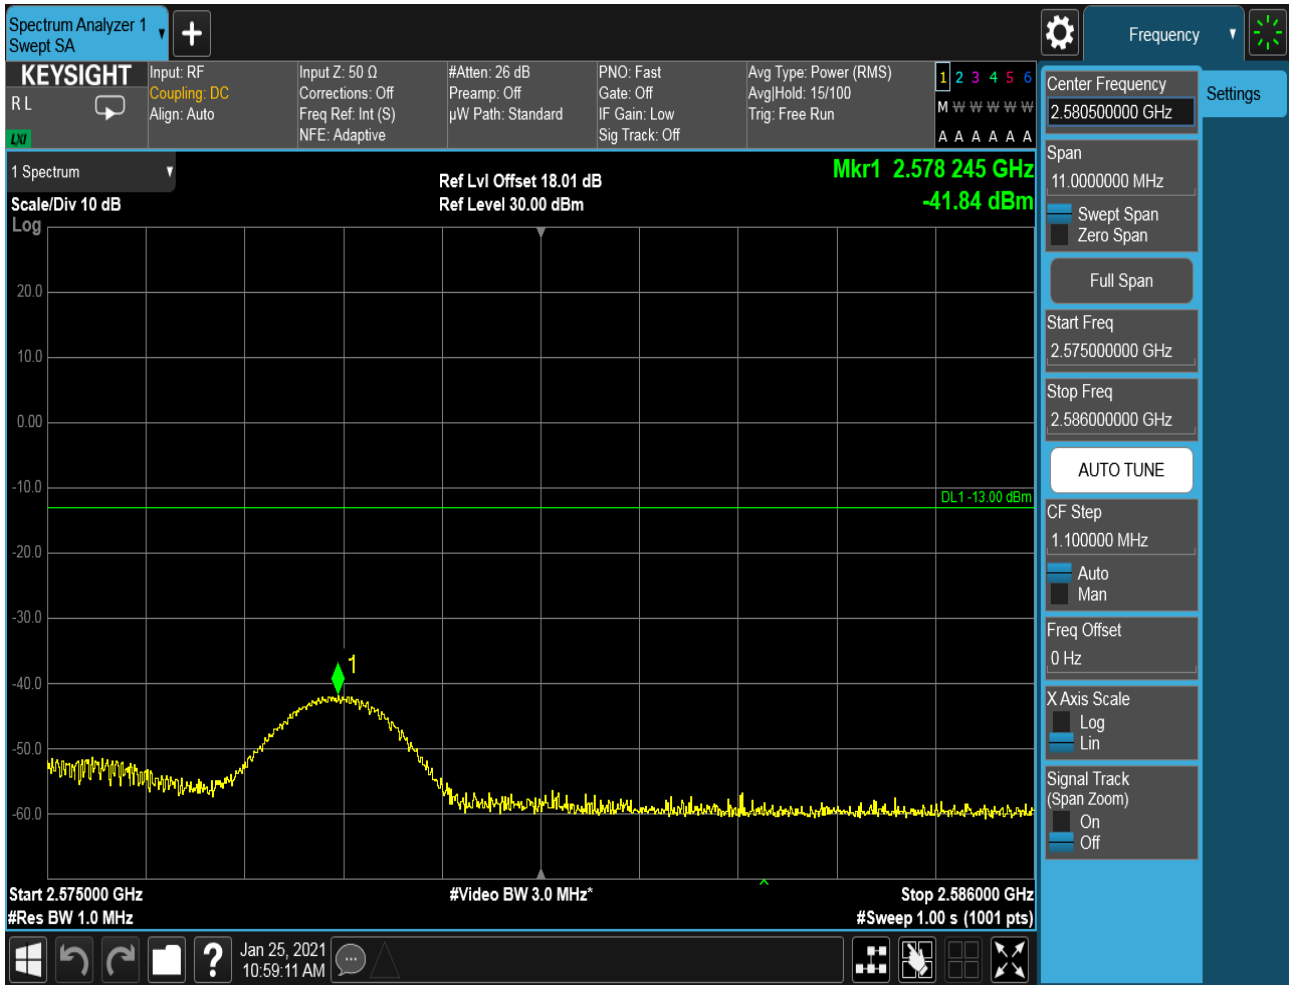 Spectrum Analyzer 1
Swept SA
Frequency
KEYSIGHT
R L
LXI
Input: RF
Coupling: DC
Align: Auto
Input Z: 50 Ω
Corrections: Off
Freq Ref: Int (S)
NFE: Adaptive
#Atten: 26 dB
Preamp: Off
µW Path: Standard
PNO: Fast
Gate: Off
IF Gain: Low
Sig Track: Off
Avg Type: Power (RMS)
Avg|Hold: 15/100
Trig: Free Run
1 2 3 4 5 6
M W W W W W
A A A A A A
1 Spectrum
Scale/Div 10 dB
Log
Ref Lvl Offset 18.01 dB
Ref Level 30.00 dBm
Mkr1 2.578 245 GHz
-41.84 dBm
20.0
10.0
0.00
-10.0
DL1 -13.00 dBm
-20.0
-30.0
1
-40.0
-50.0
-60.0
Start 2.575000 GHz
#Video BW 3.0 MHz*
Stop 2.586000 GHz
#Res BW 1.0 MHz
#Sweep 1.00 s (1001 pts)
Jan 25, 2021
10:59:11 AM
?
Center Frequency
2.580500000 GHz
Settings
Span
11.0000000 MHz
Swept Span
Zero Span
Full Span
Start Freq
2.575000000 GHz
Stop Freq
2.586000000 GHz
AUTO TUNE
CF Step
1.100000 MHz
Auto
Man
Freq Offset
0 Hz
X Axis Scale
Log
Lin
Signal Track
(Span Zoom)
On
Off